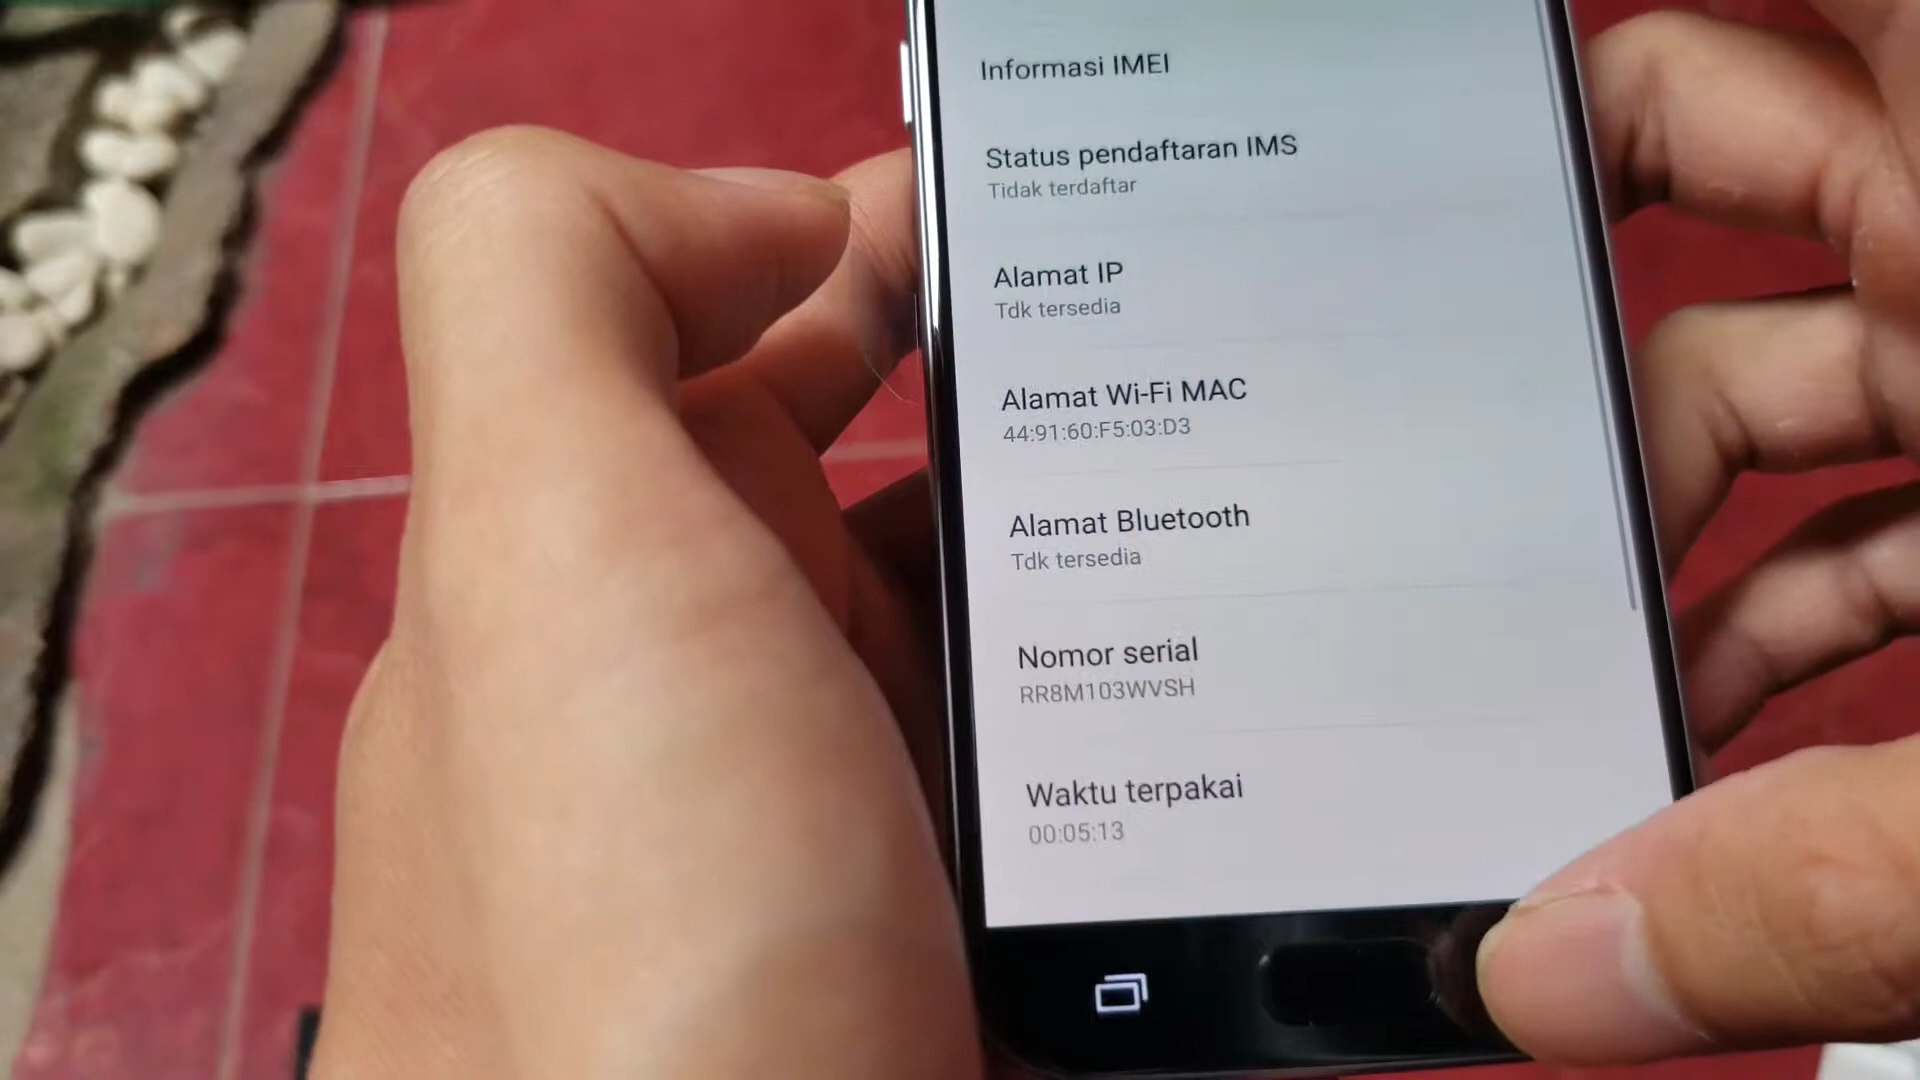 Informasi IMEI
Status pendaftaran IMS
Tidak terdaftar
Alamat IP
Tdk tersedia
Alamat Wi-Fi MAC
44:91:60:F5:03:D3
Alamat Bluetooth
Tdk tersedia
Nomor serial
RR8M103WVSH
Waktu terpakai
00:05:13